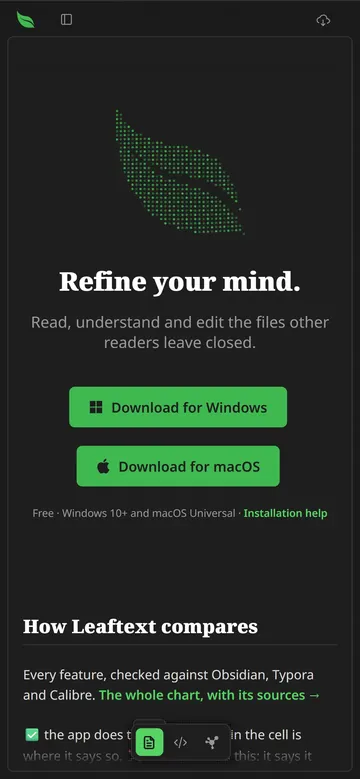 Refine your mind.
Read, understand and edit the files other
readers leave closed.
Download for Windows
Download for macOS
Free · Windows 10+ and macOS Universal · Installation help
How Leaftext compares
Every feature, checked against Obsidian, Typora
and Calibre. The whole chart, with its sources →
✅ the app does in the cell is
where it says so. this: it says it